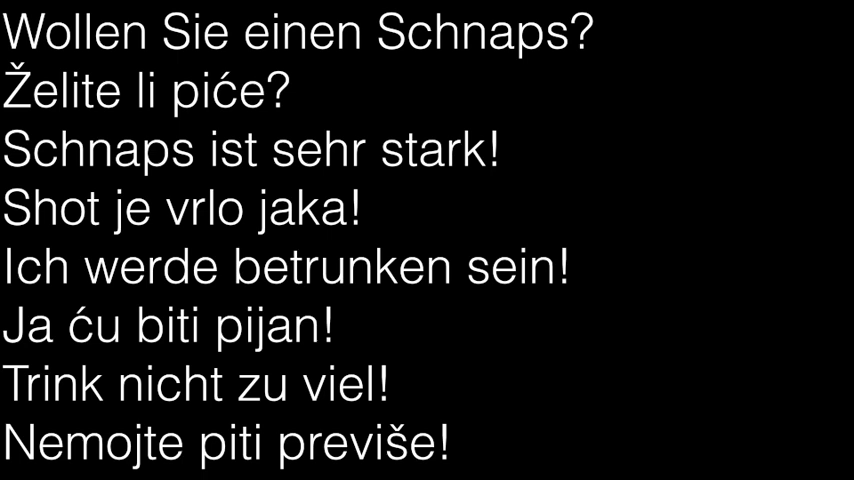 Wollen Sie einen Schnaps?
Želite li piće?
Schnaps ist sehr stark!
Shot je vrlo jaka!
Ich werde betrunken sein!
Ja ću biti pijan!
Trink nicht zu viel!
Nemojte piti previše!